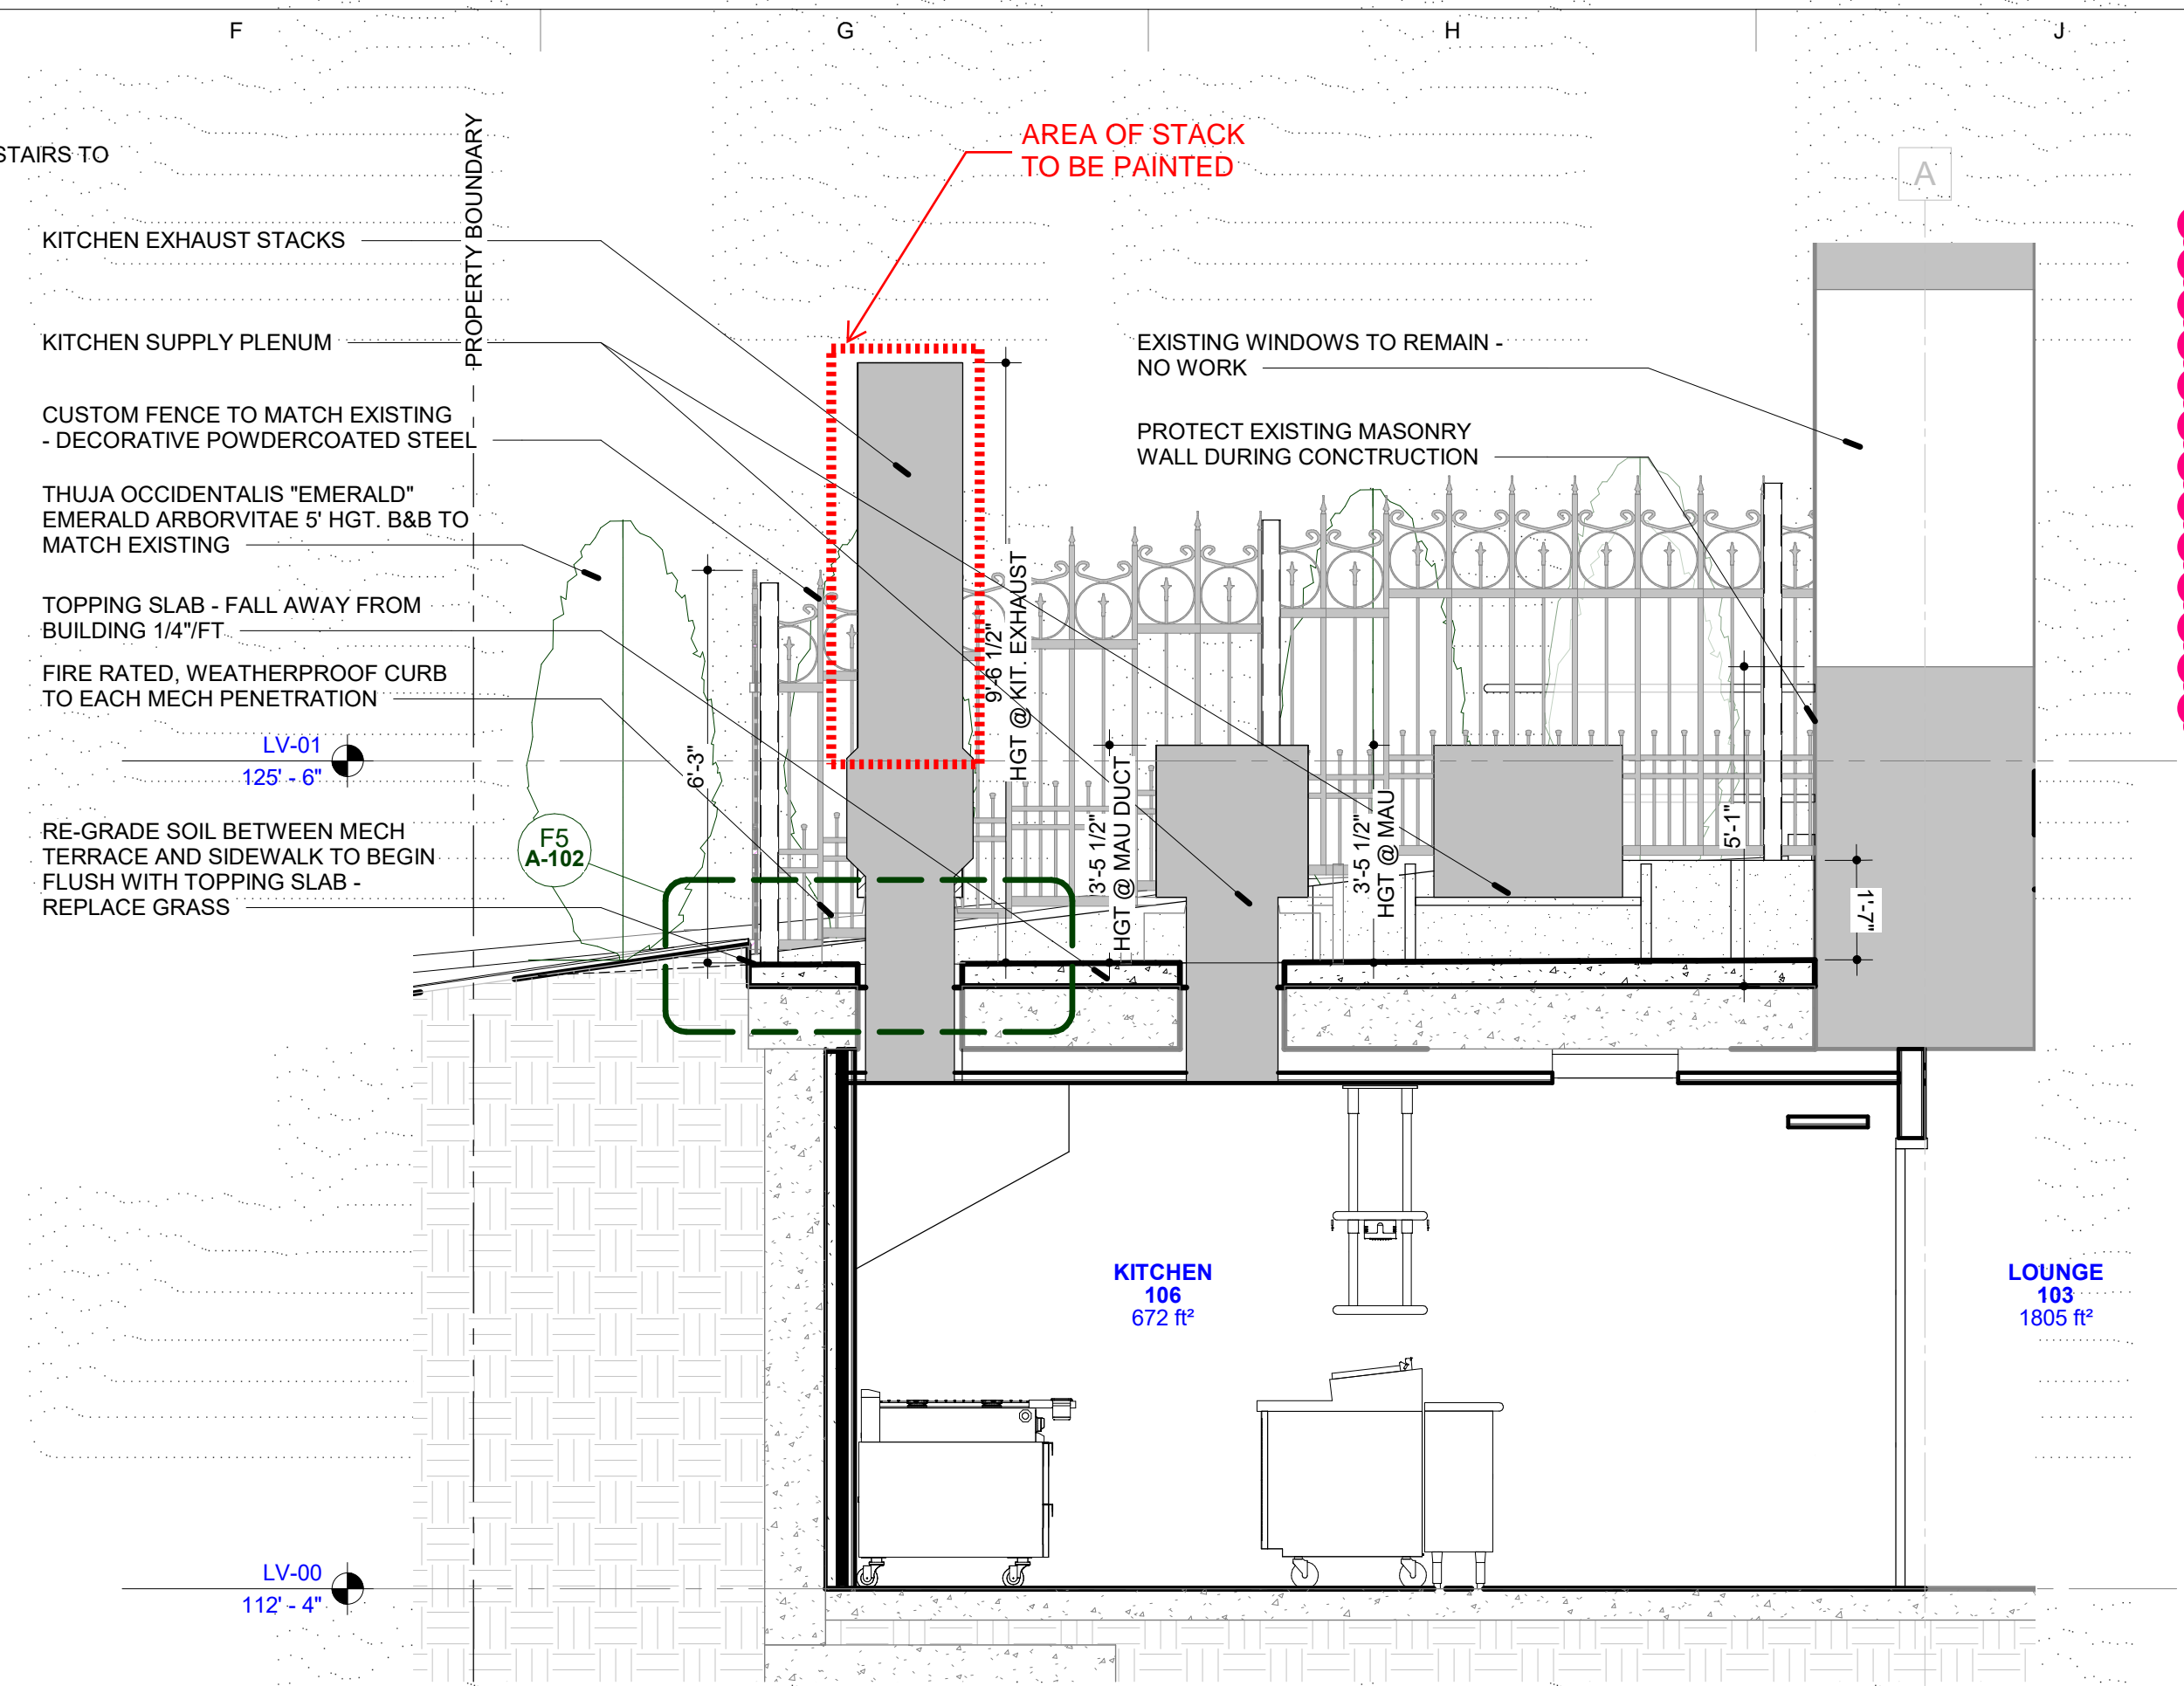 F
G
H
J
STAIRS TO
PROPERTY BOUNDARY
AREA OF STACK
TO BE PAINTED
A
KITCHEN EXHAUST STACKS
KITCHEN SUPPLY PLENUM
CUSTOM FENCE TO MATCH EXISTING
- DECORATIVE POWDERCOATED STEEL
THUJA OCCIDENTALIS "EMERALD"
EMERALD ARBORVITAE 5' HGT. B&B TO
MATCH EXISTING
TOPPING SLAB - FALL AWAY FROM
BUILDING 1/4"/FT
FIRE RATED, WEATHERPROOF CURB
TO EACH MECH PENETRATION
LV-01
125' - 6"
RE-GRADE SOIL BETWEEN MECH
TERRACE AND SIDEWALK TO BEGIN
FLUSH WITH TOPPING SLAB -
REPLACE GRASS
F5
A-102
EXISTING WINDOWS TO REMAIN -
NO WORK
PROTECT EXISTING MASONRY
WALL DURING CONCTRUCTION
6'-3"
9'-6 1/2"
HGT @ KIT. EXHAUST
3'-5 1/2"
HGT @ MAU DUCT
3'-5 1/2"
HGT @ MAU
5'-1"
1'-7"
KITCHEN
106
672 ft²
LOUNGE
103
1805 ft²
LV-00
112' - 4"